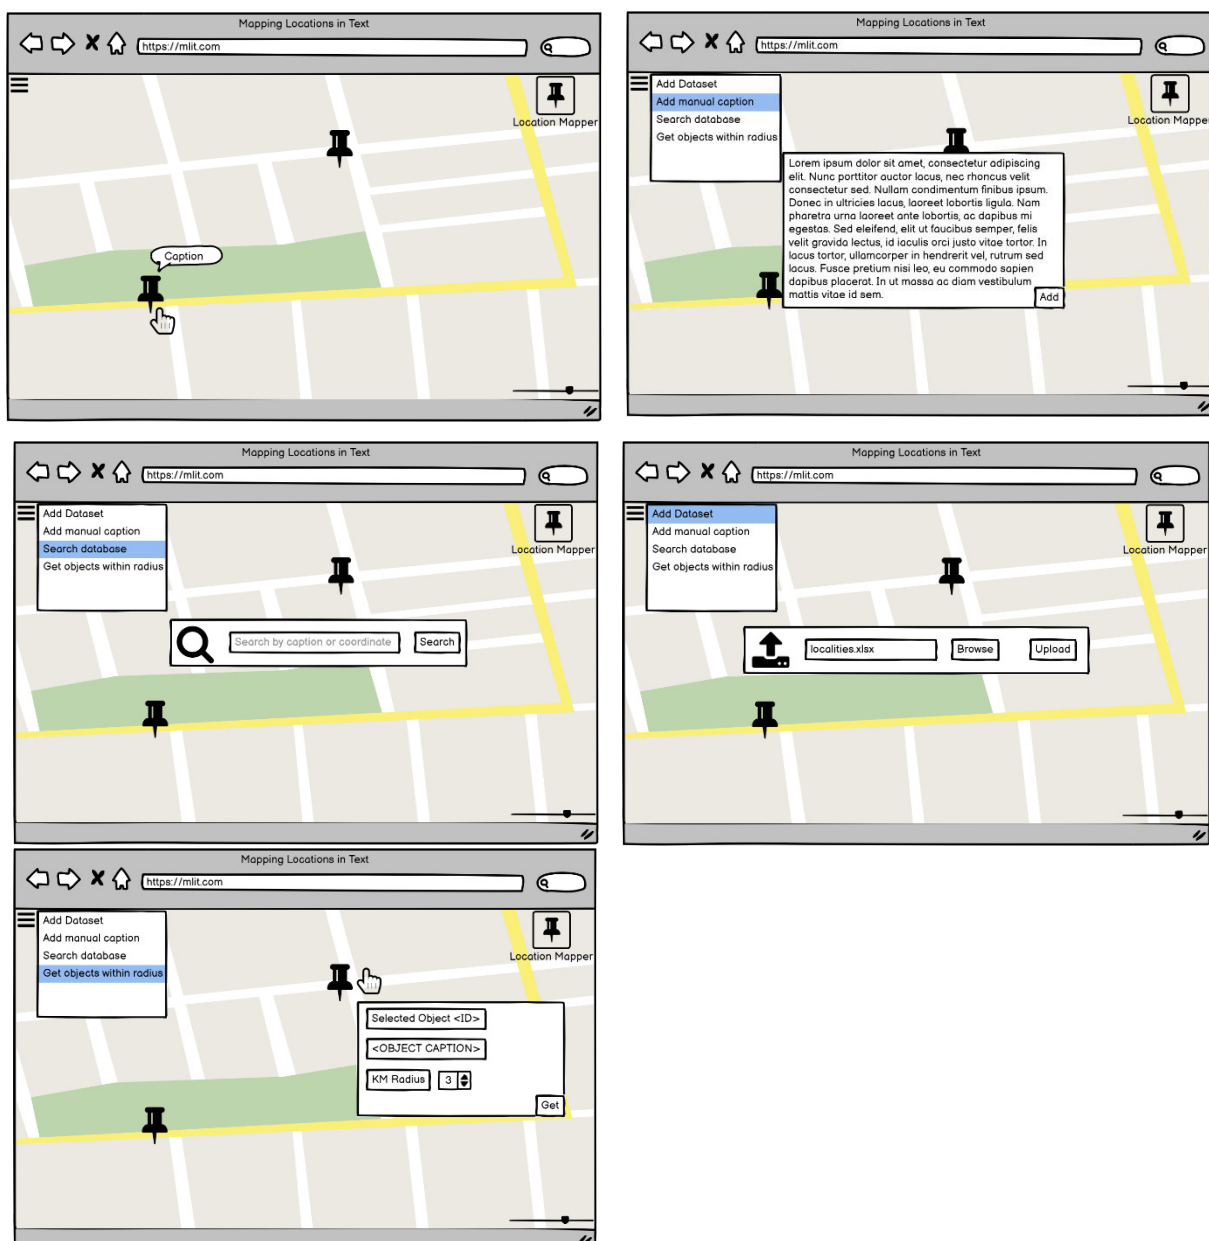 Mapping Locations in Text
https://mlit.com
Location Mapper
Caption
Mapping Locations in Text
https://mlit.com
Add Dataset
Add manual caption
Search database
Get objects within radius
Location Mapper
Lorem ipsum dolor sit amet, consectetur adipiscing
elit. Nunc porttitor auctor lacus, nec rhoncus velit
consectetur sed. Nullam condimentum finibus ipsum.
Donec in ultricies lacus, laoreet lobortis ligula. Nam
pharetra urna laoreet ante lobortis, ac dapibus mi
egestas. Sed eleifend, elit ut faucibus semper, felis
velit gravida lectus, id iaculis orci justo vitae tortor. In
lacus tortor, ullamcorper in hendrerit vel, rutrum sed
lacus. Fusce pretium nisi leo, eu commodo sapien
dapibus placerat. In ut massa ac diam vestibulum
mattis vitae id sem.
Add
Mapping Locations in Text
https://mlit.com
Add Dataset
Add manual caption
Search database
Get objects within radius
Location Mapper
Search by caption or coordinate
Search
Mapping Locations in Text
https://mlit.com
Add Dataset
Add manual caption
Search database
Get objects within radius
Location Mapper
localities.xlsx
Browse
Upload
Mapping Locations in Text
https://mlit.com
Add Dataset
Add manual caption
Search database
Get objects within radius
Location Mapper
Selected Object <ID>
<OBJECT CAPTION>
KM Radius 3
Get